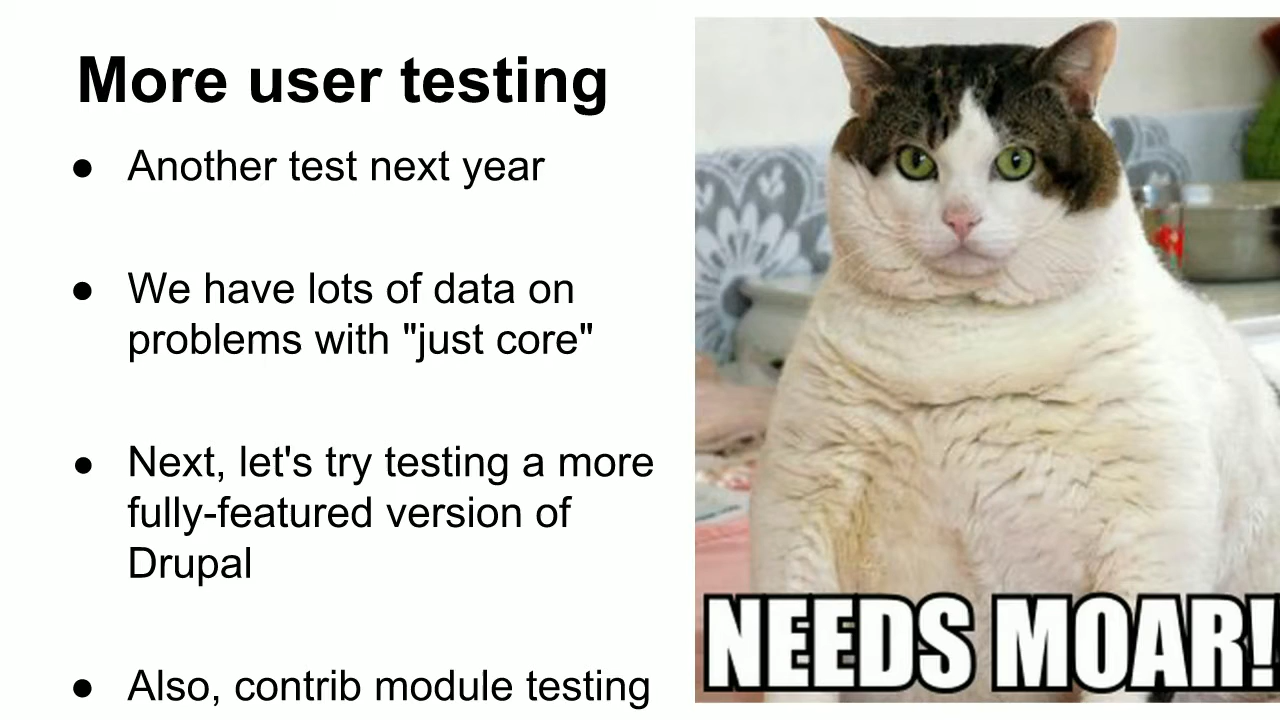 More user testing
● Another test next year
● We have lots of data on
problems with "just core"
● Next, let's try testing a more
fully-featured version of
Drupal
● Also, contrib module testing
NEEDS MOAR!